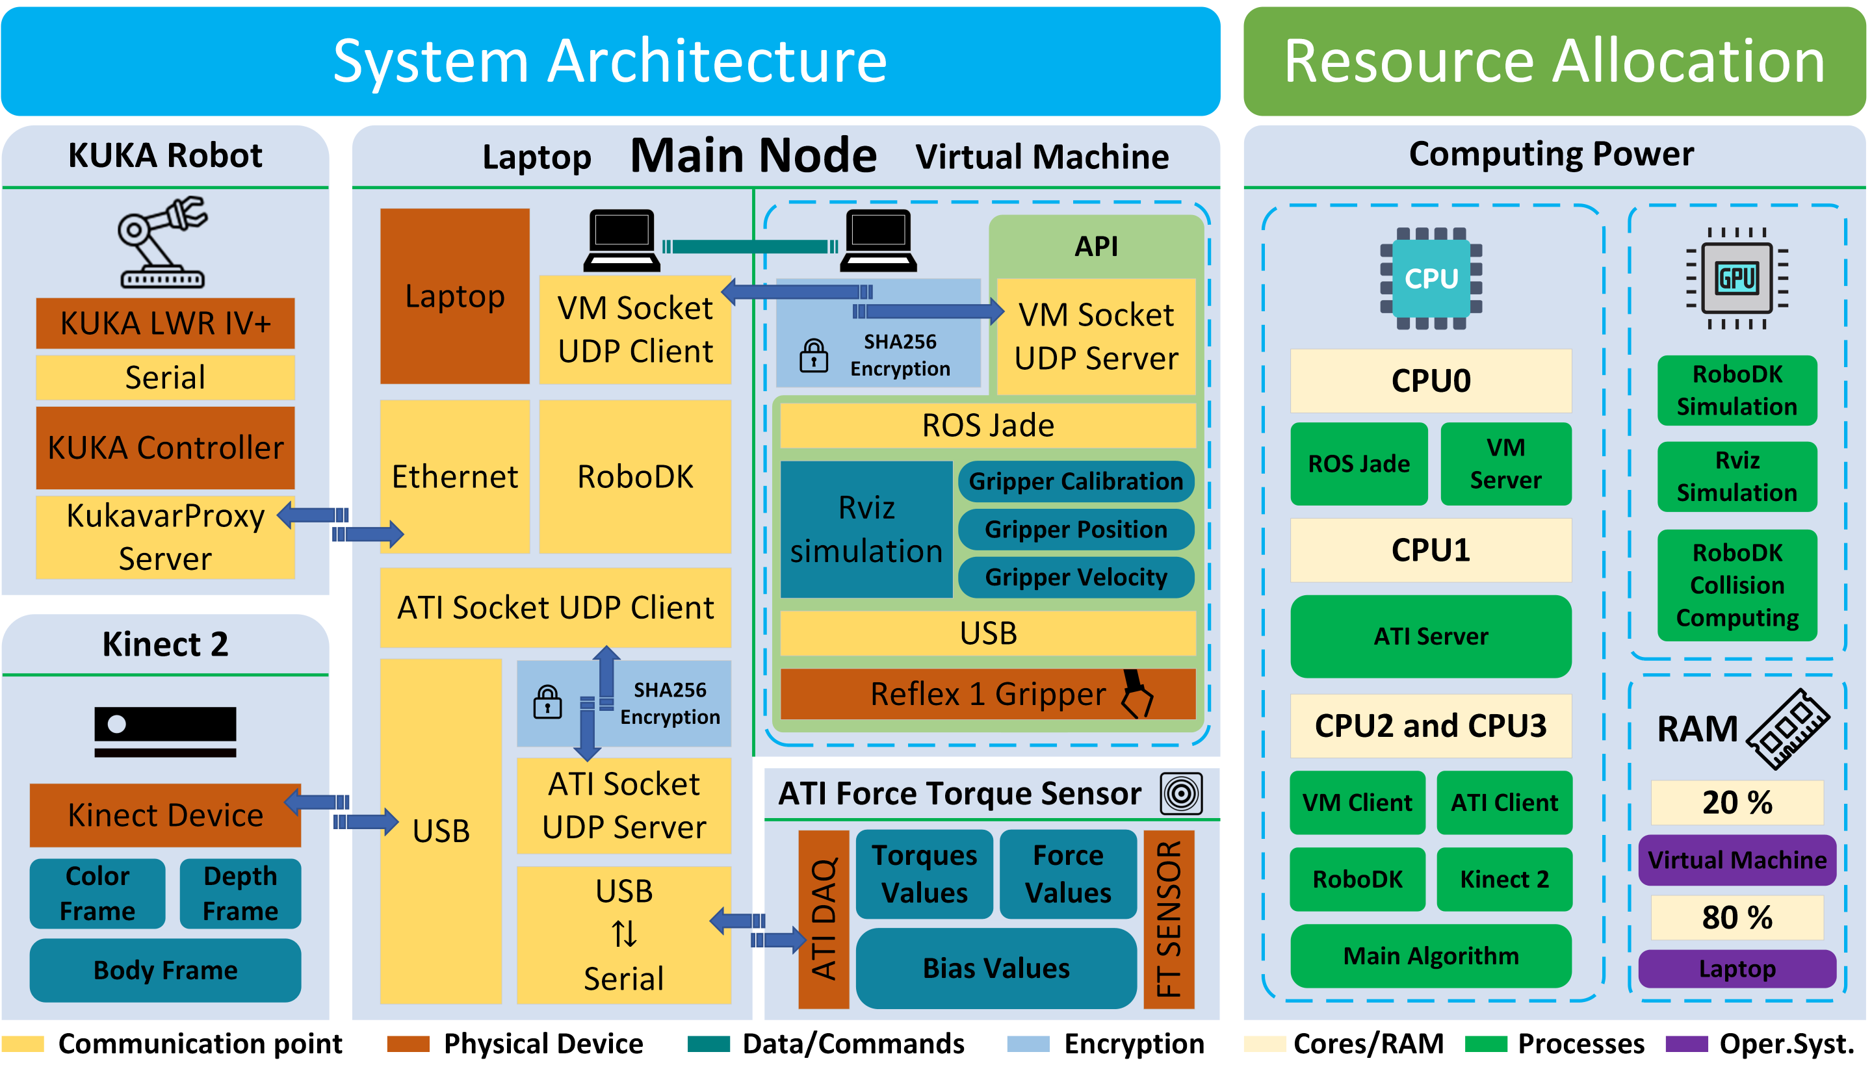 System Architecture
Resource Allocation
KUKA Robot
KUKA LWR IV+
Serial
KUKA Controller
KukavarProxy
Server
Kinect 2
Kinect Device
Color
Frame
Depth
Frame
Body Frame
Laptop
Main Node
Virtual Machine
Laptop
VM Socket
UDP Client
Ethernet
RoboDK
ATI Socket UDP Client
USB
SHA256
Encryption
ATI Socket
UDP Server
USB
⇅
Serial
API
SHA256
Encryption
VM Socket
UDP Server
ROS Jade
Rviz
simulation
Gripper Calibration
Gripper Position
Gripper Velocity
USB
Reflex 1 Gripper
ATI Force Torque Sensor
ATI DAQ
Torques
Values
Force
Values
Bias Values
FT SENSOR
Computing Power
CPU
CPU0
ROS Jade
VM
Server
CPU1
ATI Server
CPU2 and CPU3
VM Client
ATI Client
RoboDK
Kinect 2
Main Algorithm
GPU
RoboDK
Simulation
Rviz
Simulation
RoboDK
Collision
Computing
RAM
20 %
Virtual Machine
80 %
Laptop
Communication point
Physical Device
Data/Commands
Encryption
Cores/RAM
Processes
Oper.Syst.